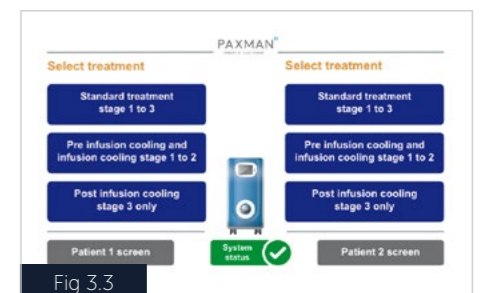 PAXMAN
Select treatment
Select treatment
Standard treatment
stage 1 to 3
Standard treatment
stage 1 to 3
Pre infusion cooling and
infusion cooling stage 1 to 2
Pre infusion cooling and
infusion cooling stage 1 to 2
Post infusion cooling
stage 3 only
Post infusion cooling
stage 3 only
Patient 1 screen
System
status
Patient 2 screen
Fig 3.3